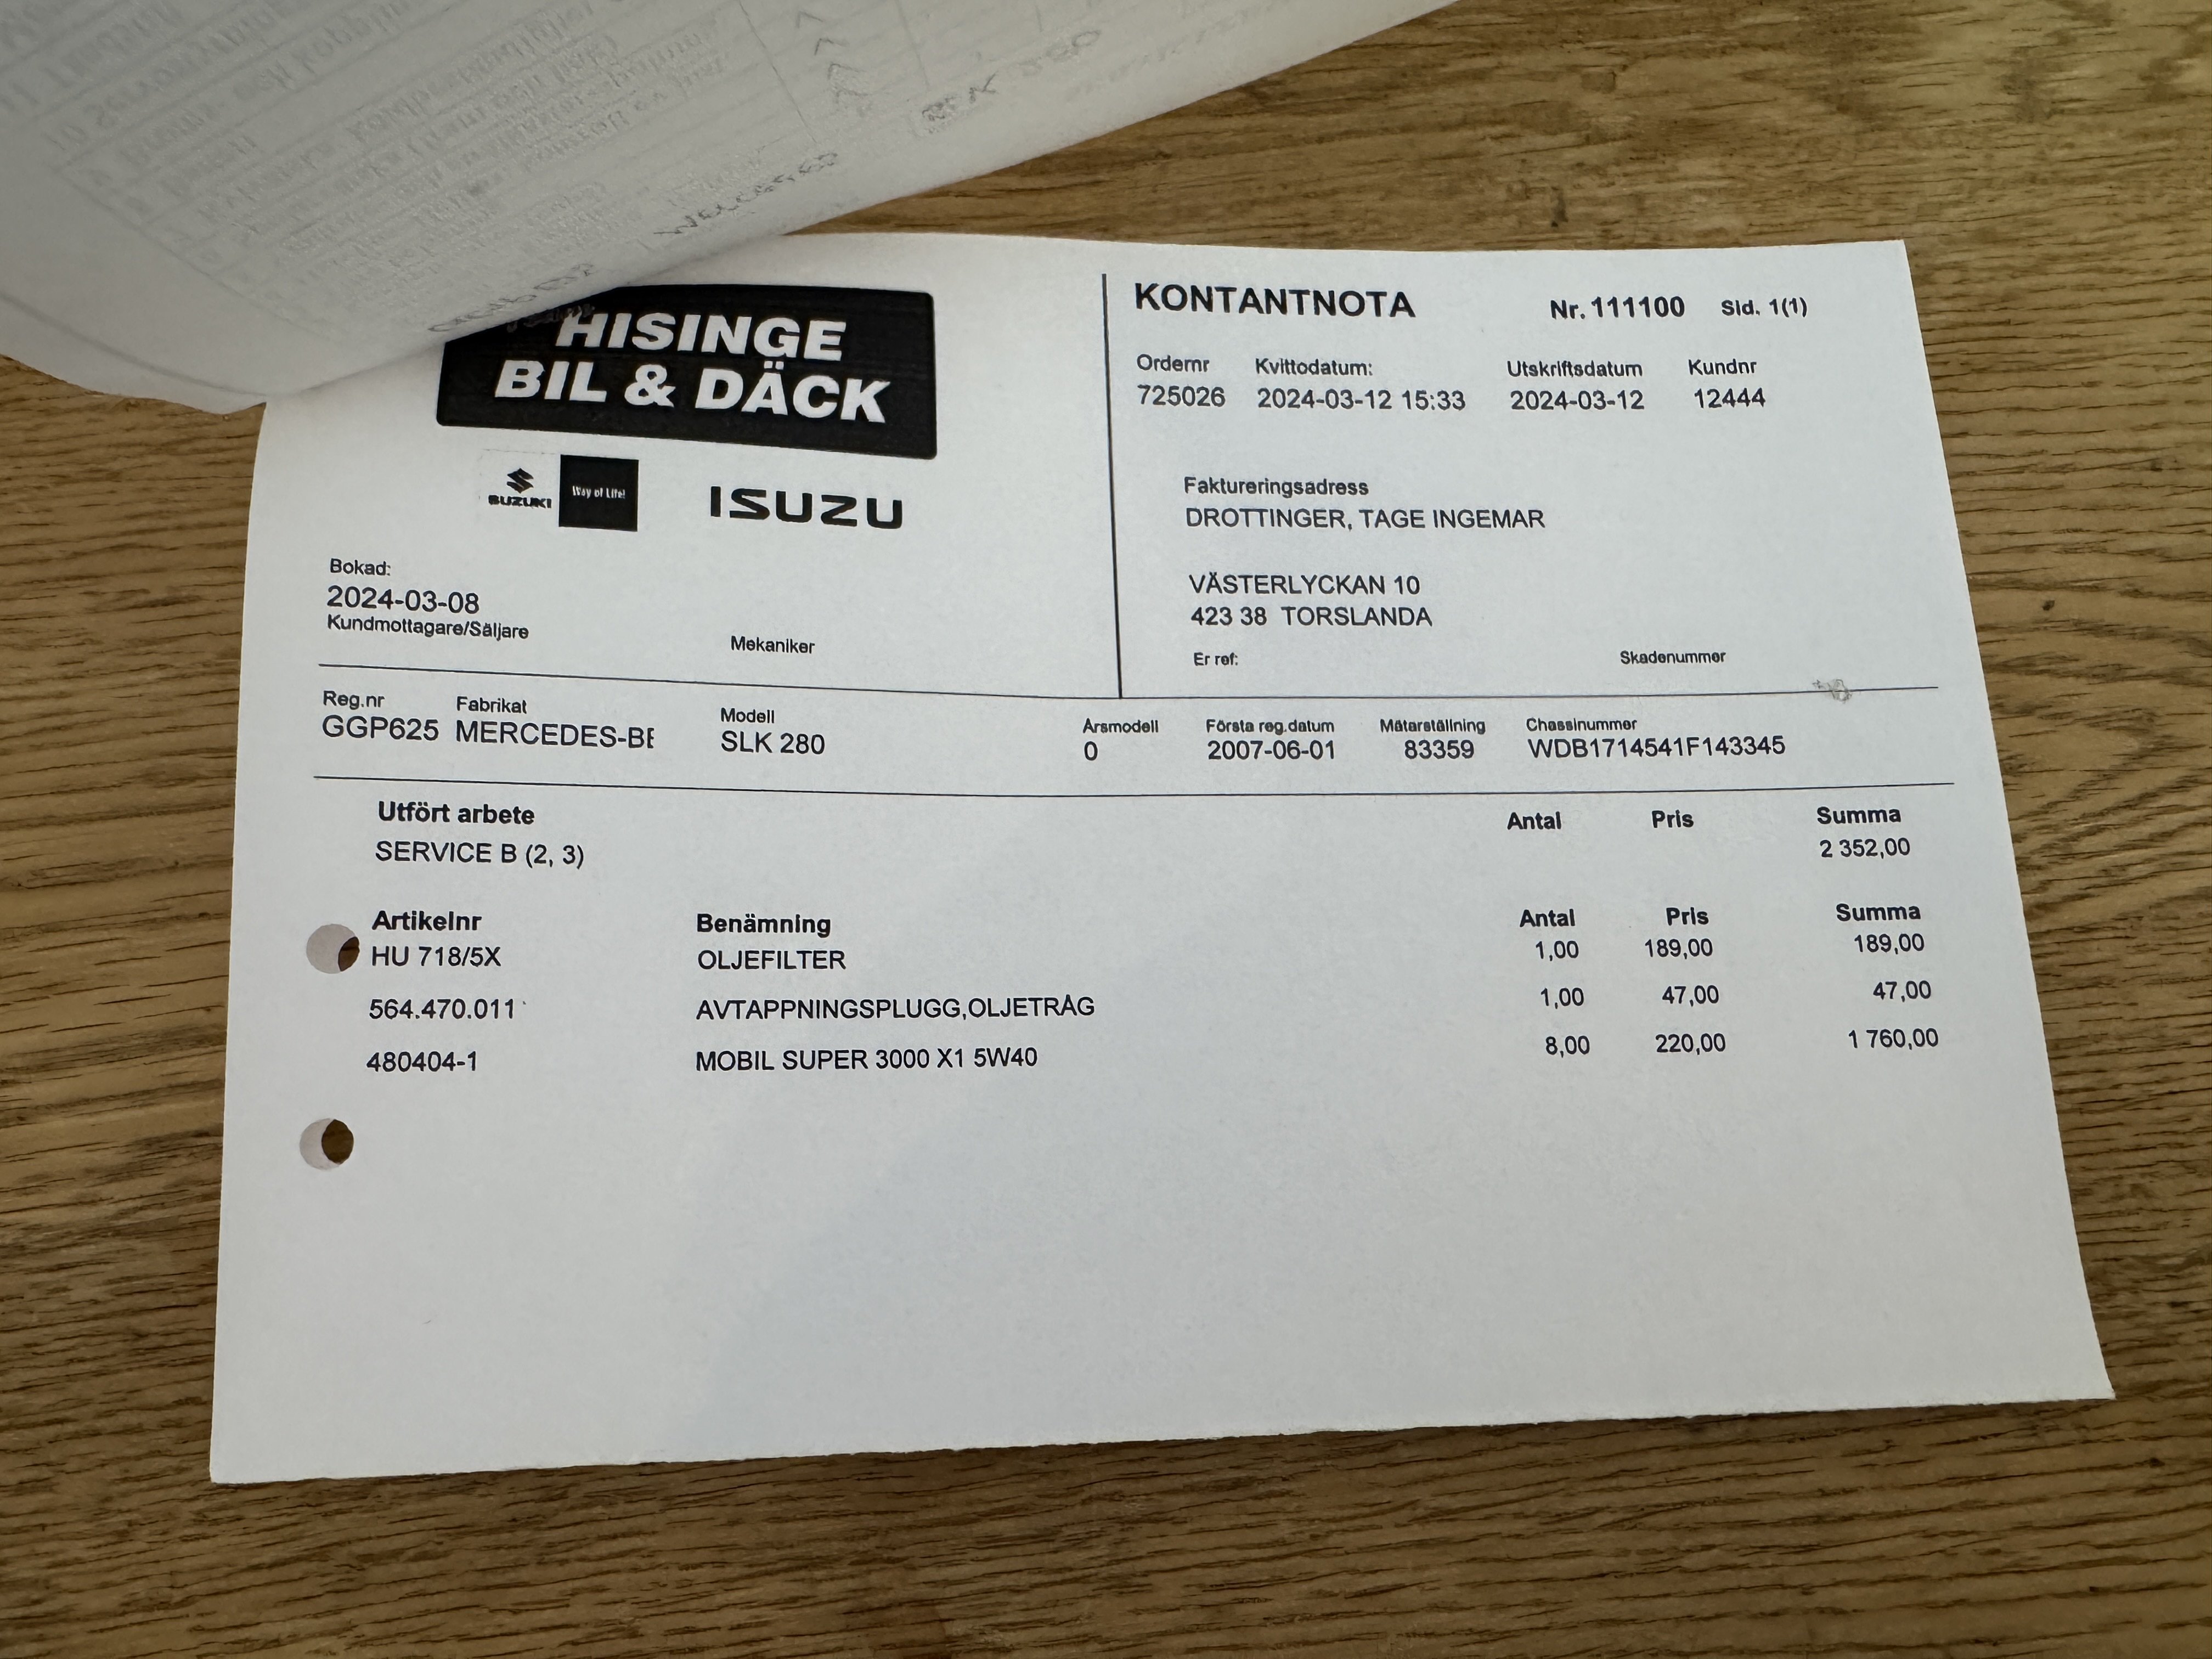 HISINGE
BIL & DÄCK
SUZUKI
Way of Life!
ISUZU
KONTANTNOTA Nr. 111100 Sid. 1(1)
Ordernr Kvittodatum: Utskriftsdatum Kundnr
725026 2024-03-12 15:33 2024-03-12 12444
Faktureringsadress
DROTTINGER, TAGE INGEMAR
VÄSTERLYCKAN 10
423 38 TORSLANDA
Er ref: Skadenummer
Bokad:
2024-03-08
Kundmottagare/Säljare Mekaniker
Reg.nr Fabrikat Modell Årsmodell Första reg.datum Mätarställning Chassinummer
GGP625 MERCEDES-BE SLK 280 0 2007-06-01 83359 WDB1714541F143345
Utfört arbete Antal Pris Summa
SERVICE B (2, 3) 2 352,00
Artikelnr Benämning Antal Pris Summa
HU 718/5X OLJEFILTER 1,00 189,00 189,00
564.470.011 AVTAPPNINGSPLUGG,OLJETRÅG 1,00 47,00 47,00
480404-1 MOBIL SUPER 3000 X1 5W40 8,00 220,00 1 760,00